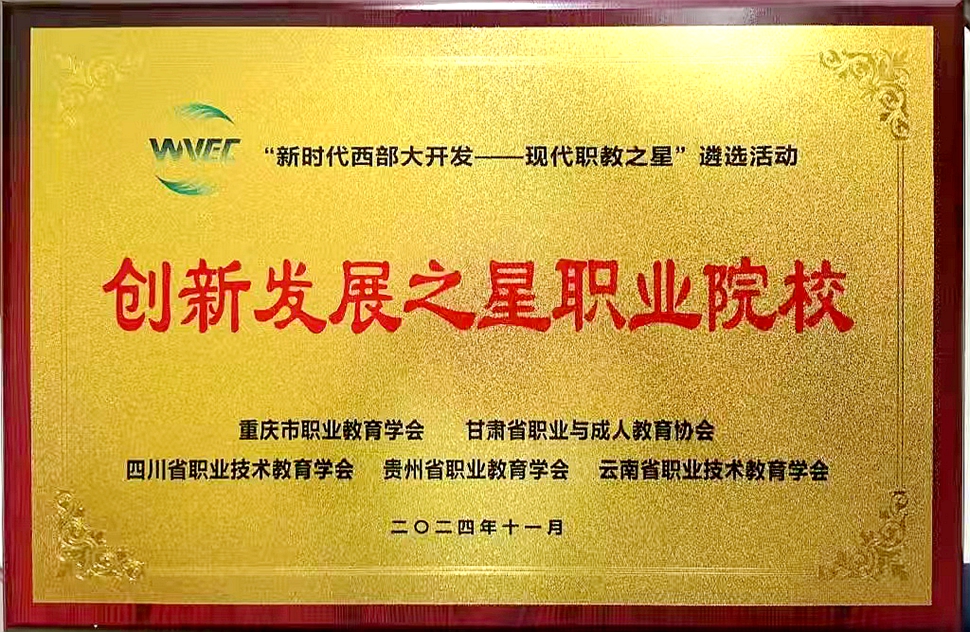 WVEC
“新时代西部大开发——现代职教之星”遴选活动
创新发展之星职业院校
重庆市职业教育学会 甘肃省职业与成人教育协会
四川省职业技术教育学会 贵州省职业教育学会 云南省职业技术教育学会
二〇二四年十一月